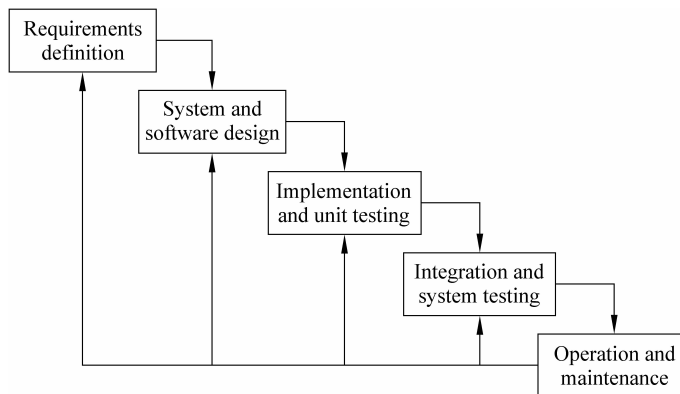 Requirements
definition
System and
software design
Implementation
and unit testing
Integration and
system testing
Operation and
maintenance